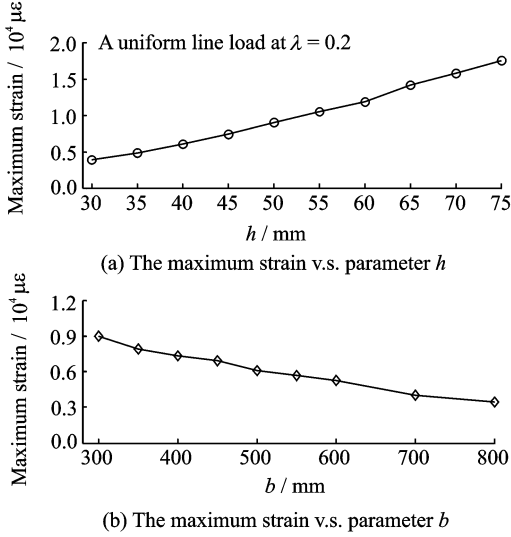 Maximum strain / 10⁴ με
2.0
1.5
1.0
0.5
0.0
A uniform line load at λ = 0.2
30 35 40 45 50 55 60 65 70 75
h / mm
(a) The maximum strain v.s. parameter h
Maximum strain / 10⁴ με
1.2
0.9
0.6
0.3
0.0
300 400 500 600 700 800
b / mm
(b) The maximum strain v.s. parameter b